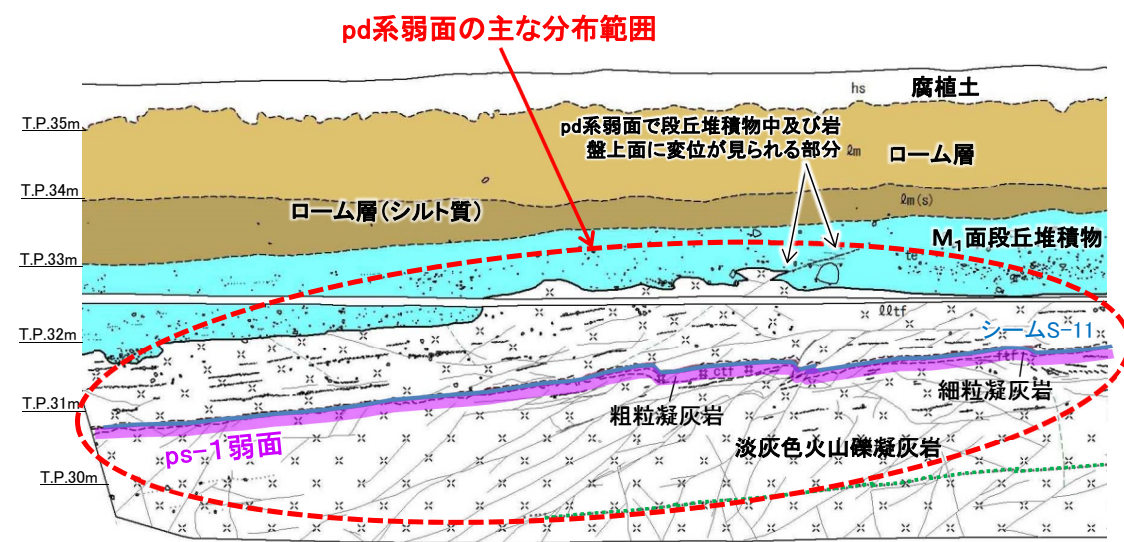 pd系弱面の主な分布範囲
hs
腐植土
T.P.35m
pd系弱面で段丘堆積物中及び岩
盤上面に変位が見られる部分
ℓm
ローム層
T.P.34m
ℓm(s)
ローム層(シルト質)
M₁面段丘堆積物
te
T.P.33m
ℓℓtf
シームS-11
T.P.32m
ftf
# ctf #
細粒凝灰岩
T.P.31m
粗粒凝灰岩
ps-1弱面
淡灰色火山礫凝灰岩
T.P.30m